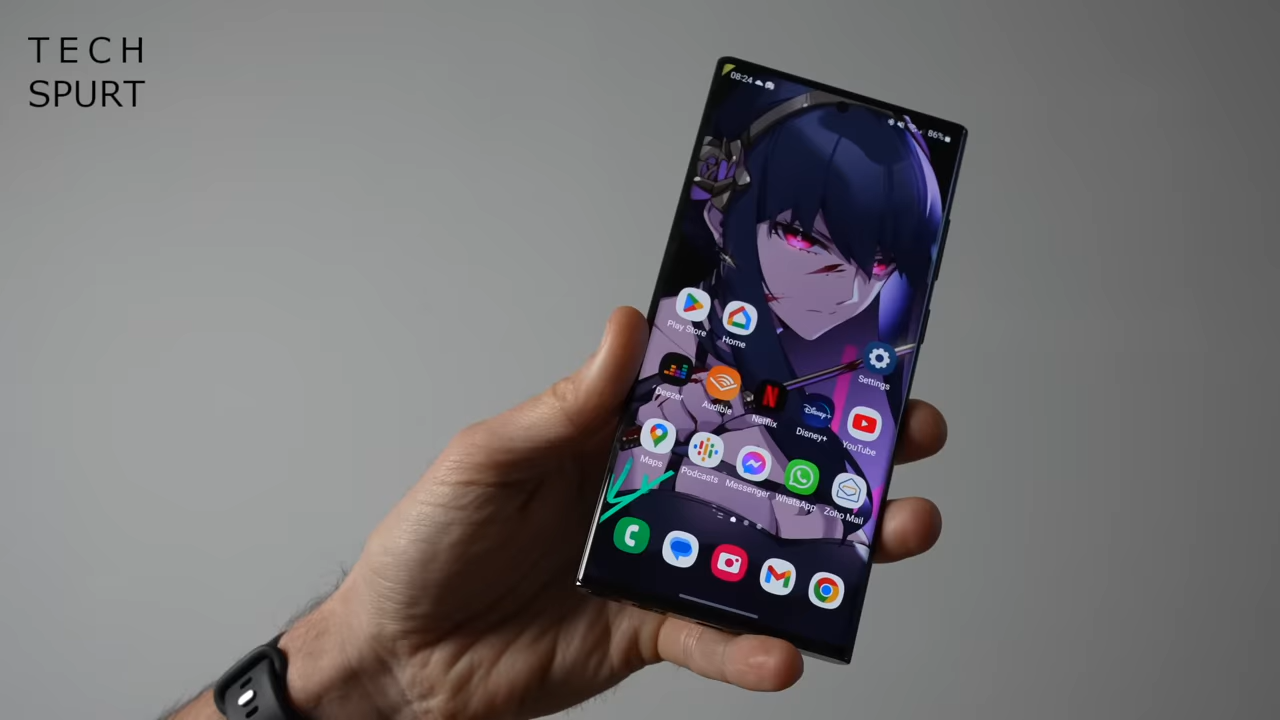 TECH
SPURT
08:24
86%
Play Store
Home
Settings
Deezer
Audible
Netflix
Disney+
YouTube
Maps
Podcasts
Messenger
WhatsApp
Zoho Mail
N
Disney+